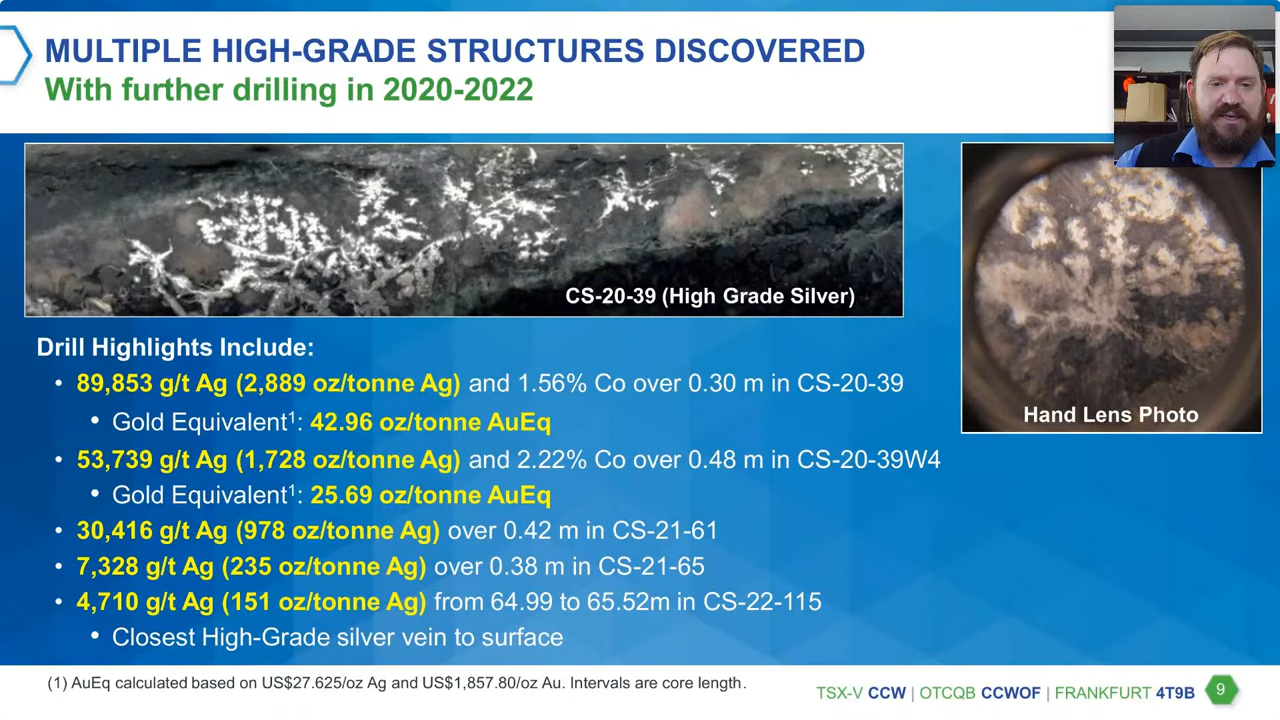 MULTIPLE HIGH-GRADE STRUCTURES DISCOVERED
With further drilling in 2020-2022
CS-20-39 (High Grade Silver)
Hand Lens Photo
Drill Highlights Include:
• 89,853 g/t Ag (2,889 oz/tonne Ag) and 1.56% Co over 0.30 m in CS-20-39
• Gold Equivalent¹: 42.96 oz/tonne AuEq
• 53,739 g/t Ag (1,728 oz/tonne Ag) and 2.22% Co over 0.48 m in CS-20-39W4
• Gold Equivalent¹: 25.69 oz/tonne AuEq
• 30,416 g/t Ag (978 oz/tonne Ag) over 0.42 m in CS-21-61
• 7,328 g/t Ag (235 oz/tonne Ag) over 0.38 m in CS-21-65
• 4,710 g/t Ag (151 oz/tonne Ag) from 64.99 to 65.52m in CS-22-115
• Closest High-Grade silver vein to surface
(1) AuEq calculated based on US$27.625/oz Ag and US$1,857.80/oz Au. Intervals are core length.
TSX-V CCW | OTCQB CCWOF | FRANKFURT 4T9B 9